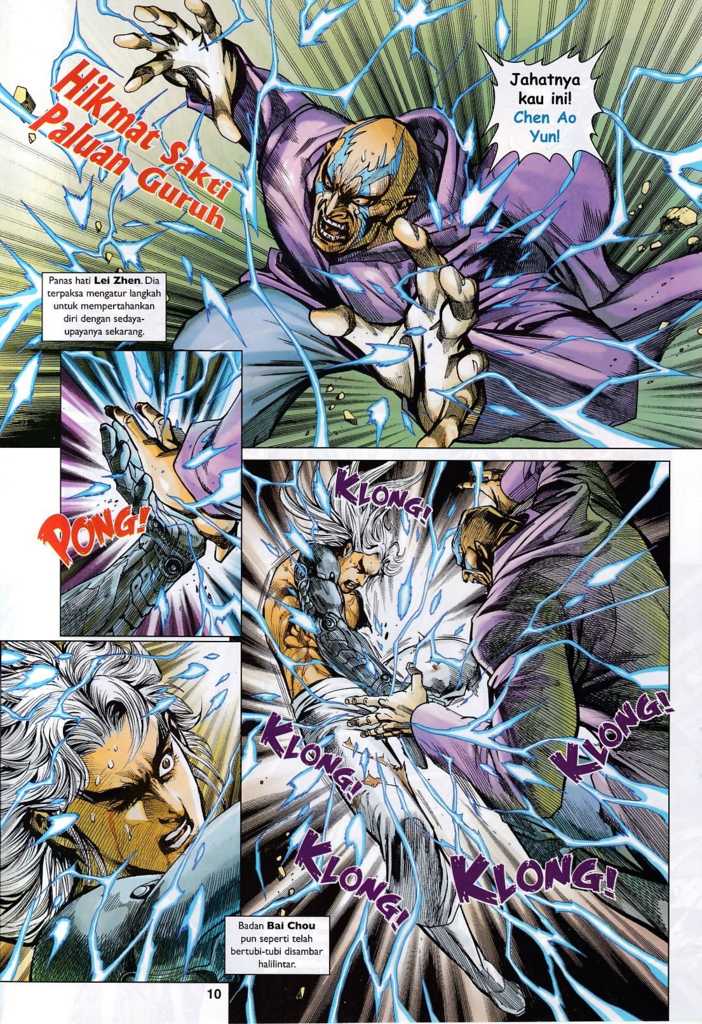 Hikmat Sakti
Paluan Guruh
Jahatnya
kau ini!
Chen Ao
Yun!
Panas hati Lei Zhen. Dia
terpaksa mengatur langkah
untuk mempertahankan
diri dengan sedaya-
upayanya sekarang.
PONG!
KLONG!
KLONG!
KLONG!
KLONG!
KLONG!
Badan Bai Chou
pun seperti telah
bertubi-tubi disambar
halilintar.
10